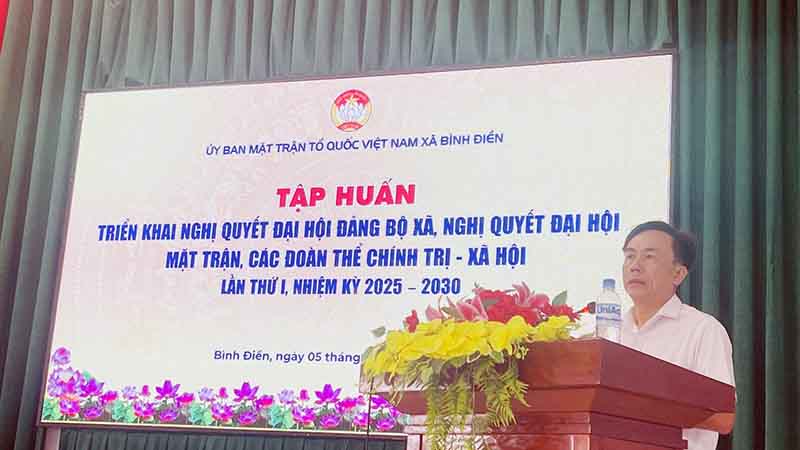 ỦY BAN MẶT TRẬN TỔ QUỐC VIỆT NAM XÃ BÌNH ĐIỀN
TẬP HUẤN
TRIỂN KHAI NGHỊ QUYẾT ĐẠI HỘI ĐẢNG BỘ XÃ, NGHỊ QUYẾT ĐẠI HỘI
MẶT TRẬN, CÁC ĐOÀN THỂ CHÍNH TRỊ - XÃ HỘI
LẦN THỨ I, NHIỆM KỲ 2025 – 2030
Bình Điền, ngày 05 tháng